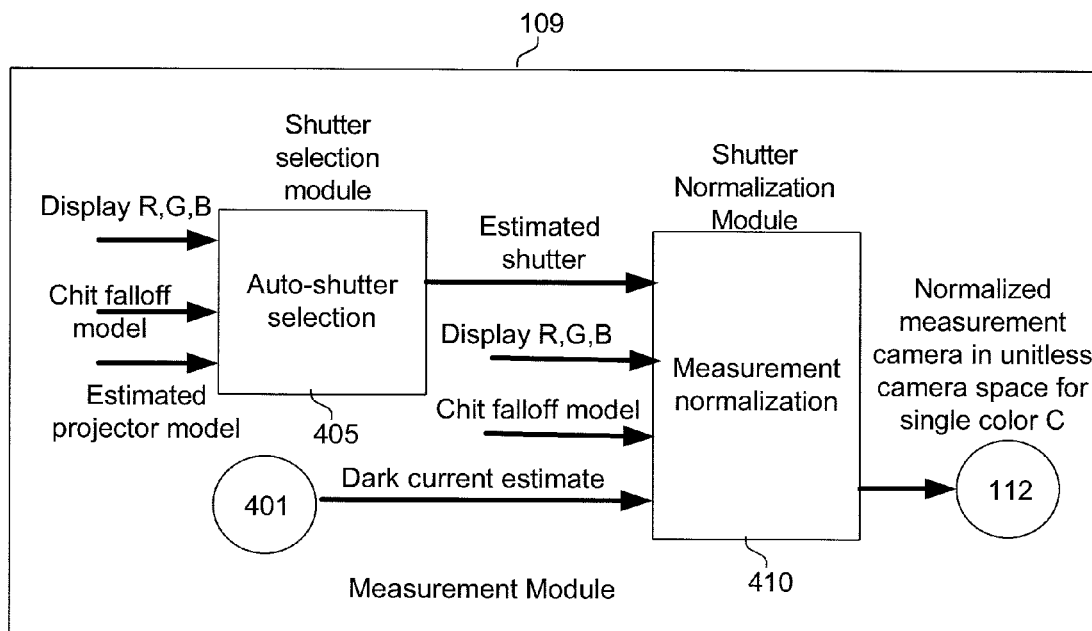 109
Shutter
selection
module
Display R,G,B
Chit falloff
model
Estimated
projector model
Auto-shutter
selection
405
Estimated
shutter
Shutter
Normalization
Module
Display R,G,B
Chit falloff model
401
Dark current estimate
Measurement
normalization
410
Normalized
measurement
camera in unitless
camera space for
single color C
112
Measurement Module